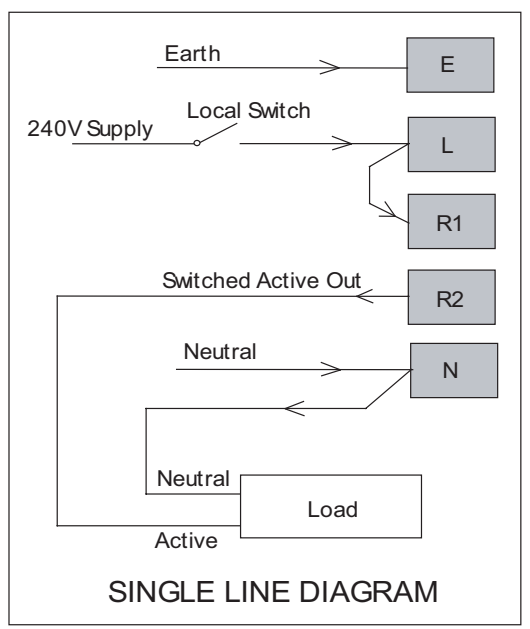 Earth
E
Local Switch
240V Supply
L
R1
Switched Active Out
R2
Neutral
N
Neutral
Load
Active
SINGLE LINE DIAGRAM